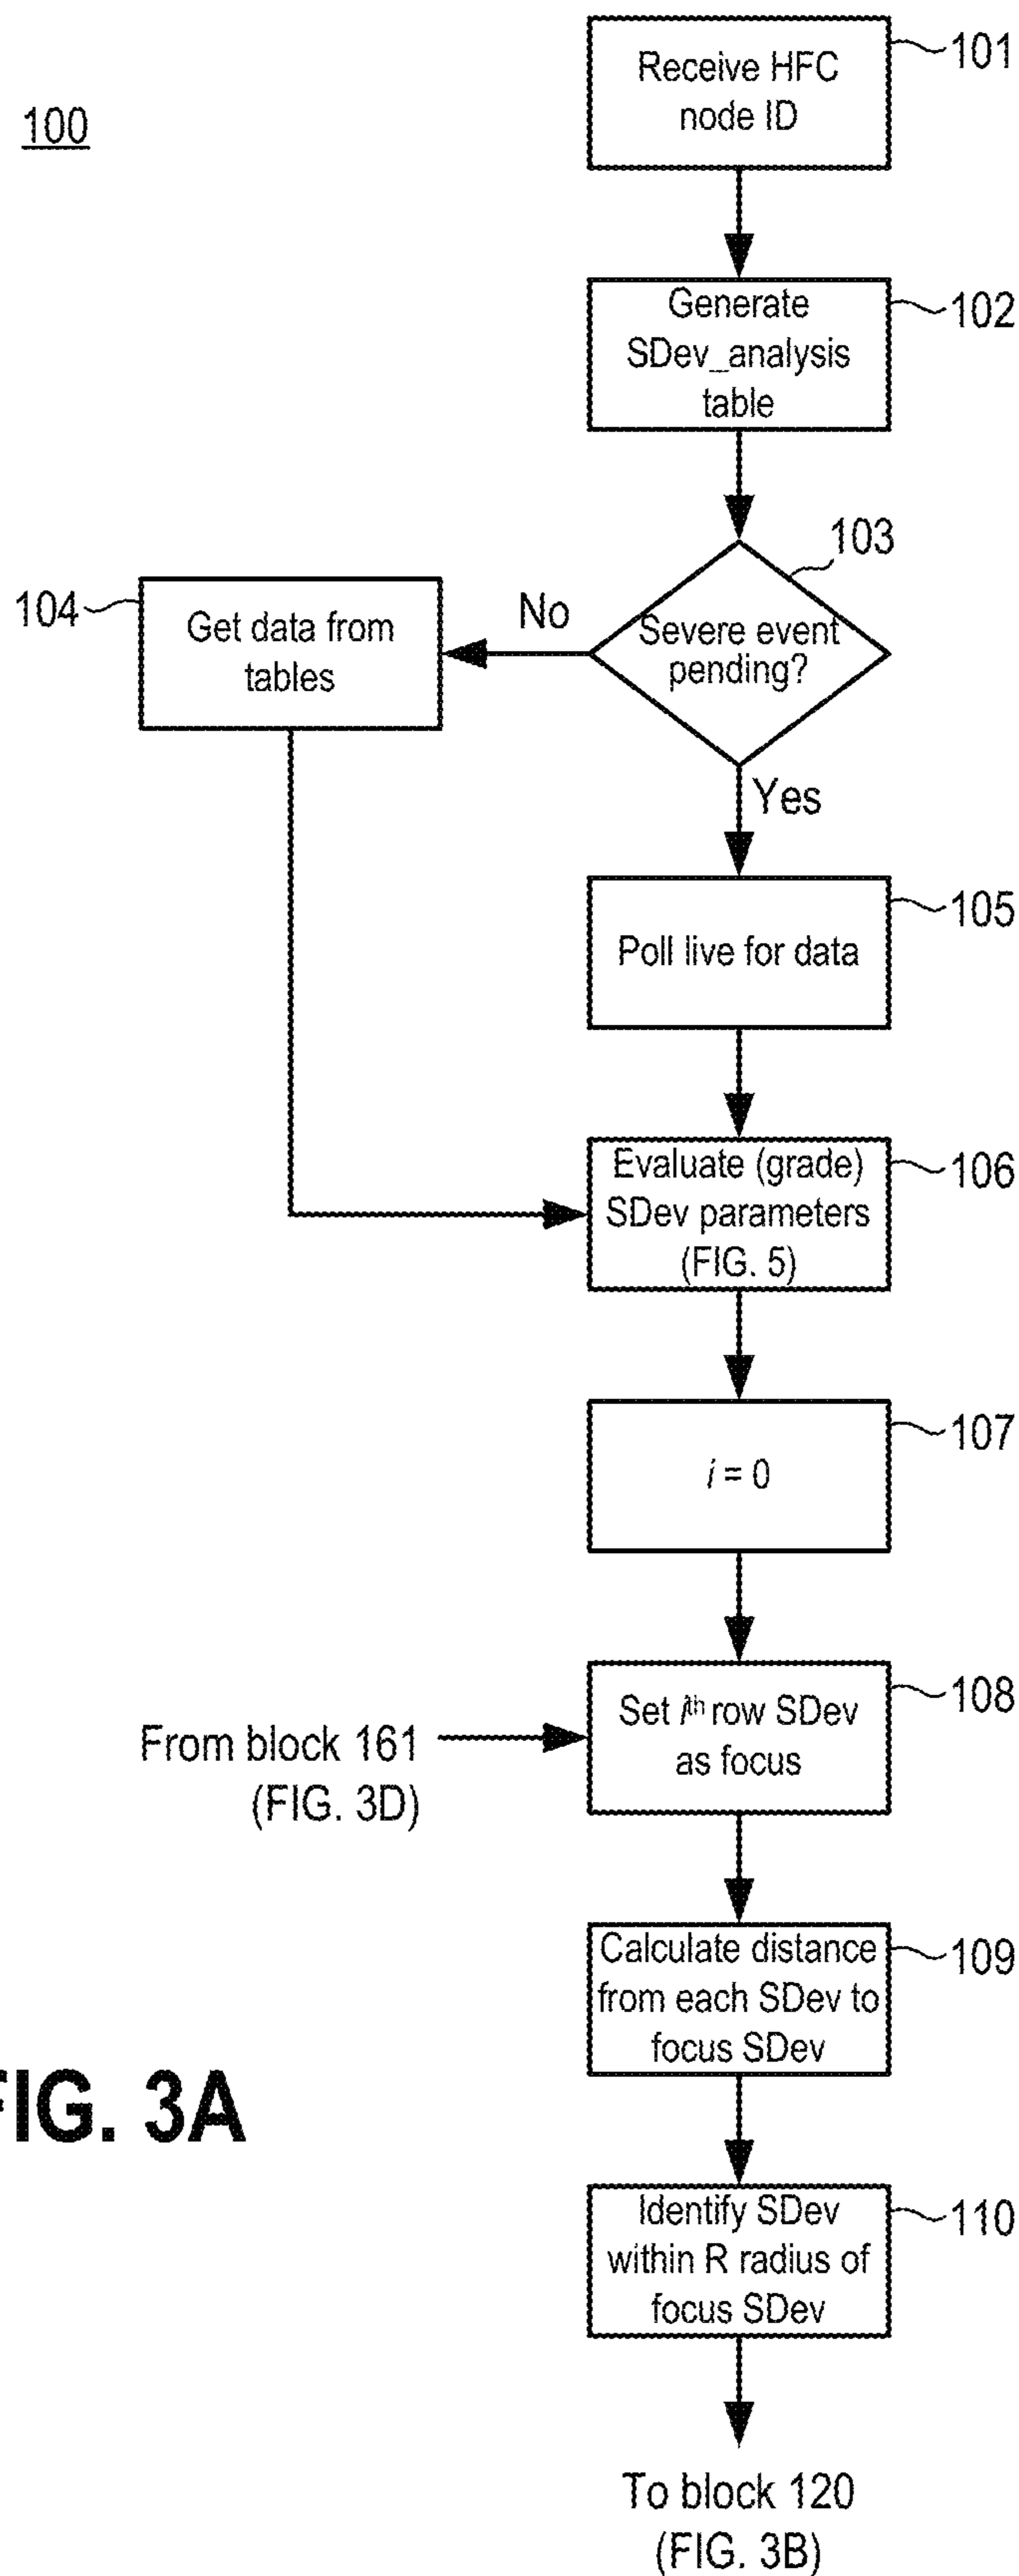 100
Receive HFC
node ID
101
Generate
SDev_analysis
table
102
103
Severe event
pending?
No
Yes
104
Get data from
tables
Poll live for data
105
Evaluate (grade)
SDev parameters
(FIG. 5)
106
i = 0
107
From block 161
(FIG. 3D)
Set ith row SDev
as focus
108
Calculate distance
from each SDev to
focus SDev
109
FIG. 3A
Identify SDev
within R radius of
focus SDev
110
To block 120
(FIG. 3B)